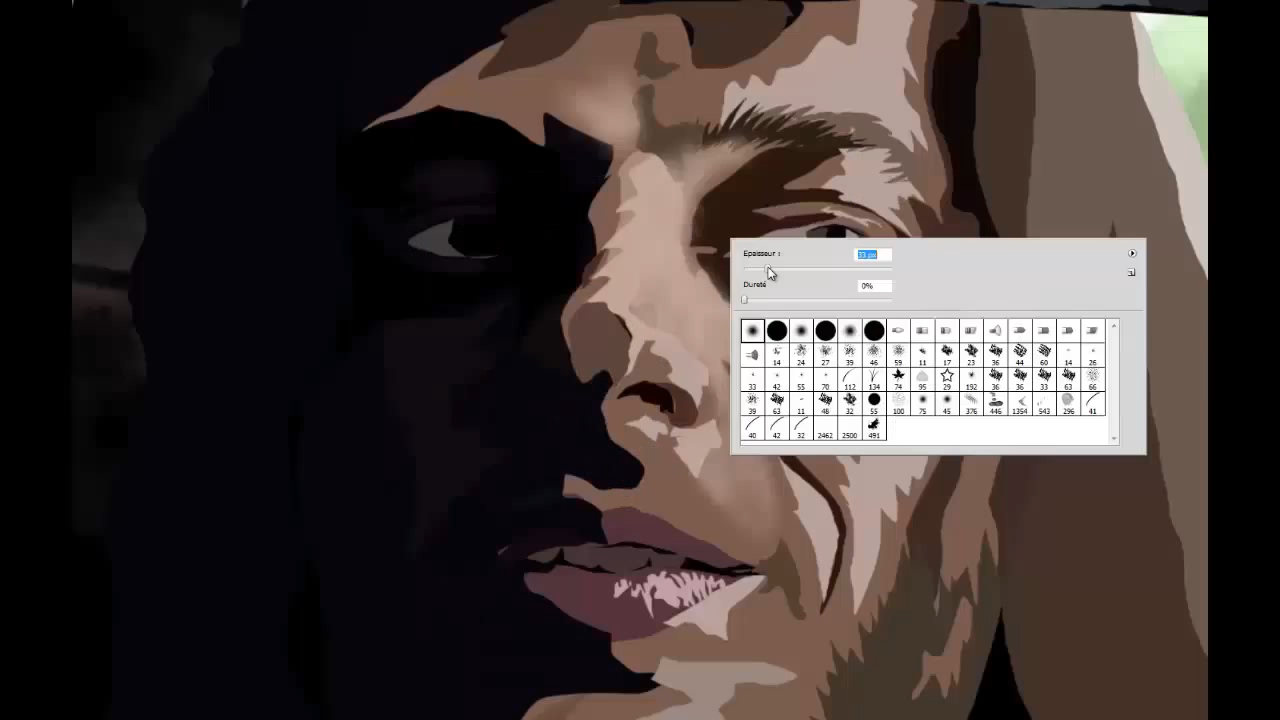 Epaisseur :
33 px
Dureté
0%
14 24 27 39 46 59 11 17 23 36 44 60 14 26
33 42 55 70 112 134 74 95 29 192 36 36 33 63 66
39 63 11 48 32 55 100 75 45 376 446 1354 543 296 41
40 42 32 2462 2500 491